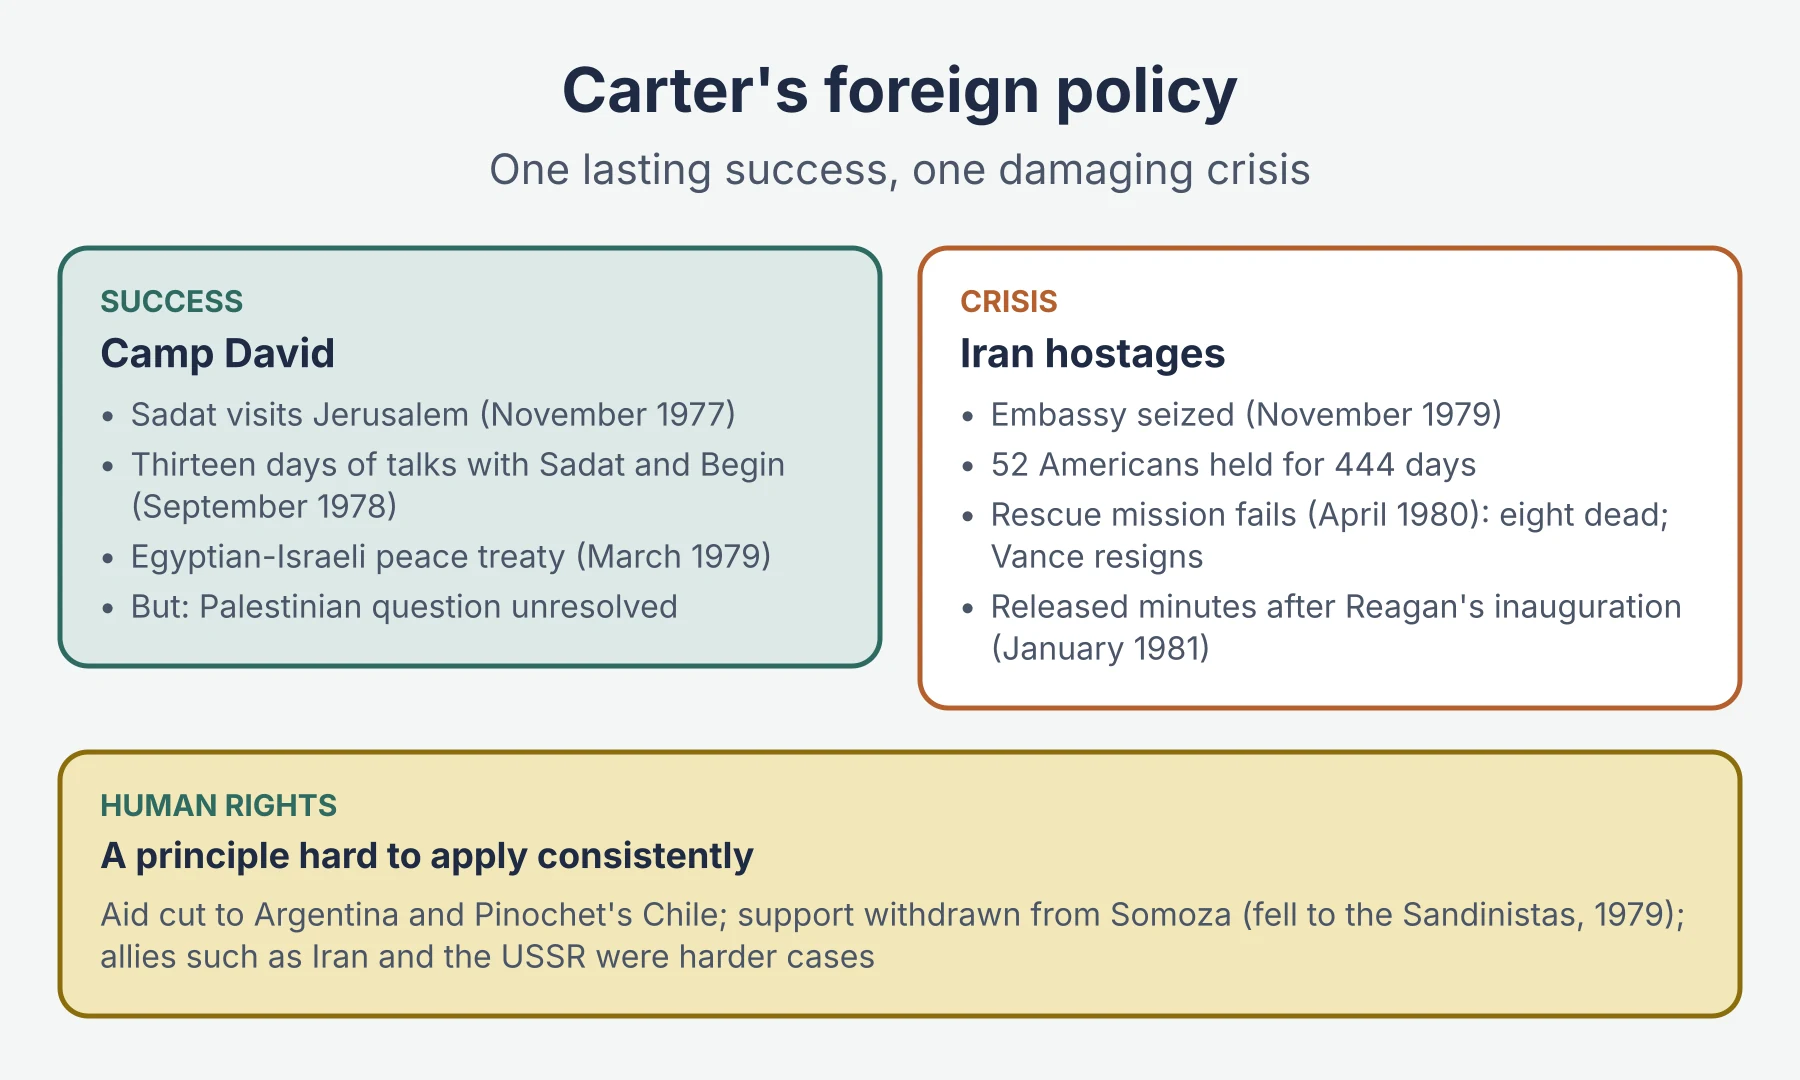 Carter's foreign policy
One lasting success, one damaging crisis
SUCCESS
Camp David
• Sadat visits Jerusalem (November 1977)
• Thirteen days of talks with Sadat and Begin
(September 1978)
• Egyptian-Israeli peace treaty (March 1979)
• But: Palestinian question unresolved
CRISIS
Iran hostages
• Embassy seized (November 1979)
• 52 Americans held for 444 days
• Rescue mission fails (April 1980): eight dead;
Vance resigns
• Released minutes after Reagan's inauguration
(January 1981)
HUMAN RIGHTS
A principle hard to apply consistently
Aid cut to Argentina and Pinochet's Chile; support withdrawn from Somoza (fell to the Sandinistas, 1979);
allies such as Iran and the USSR were harder cases